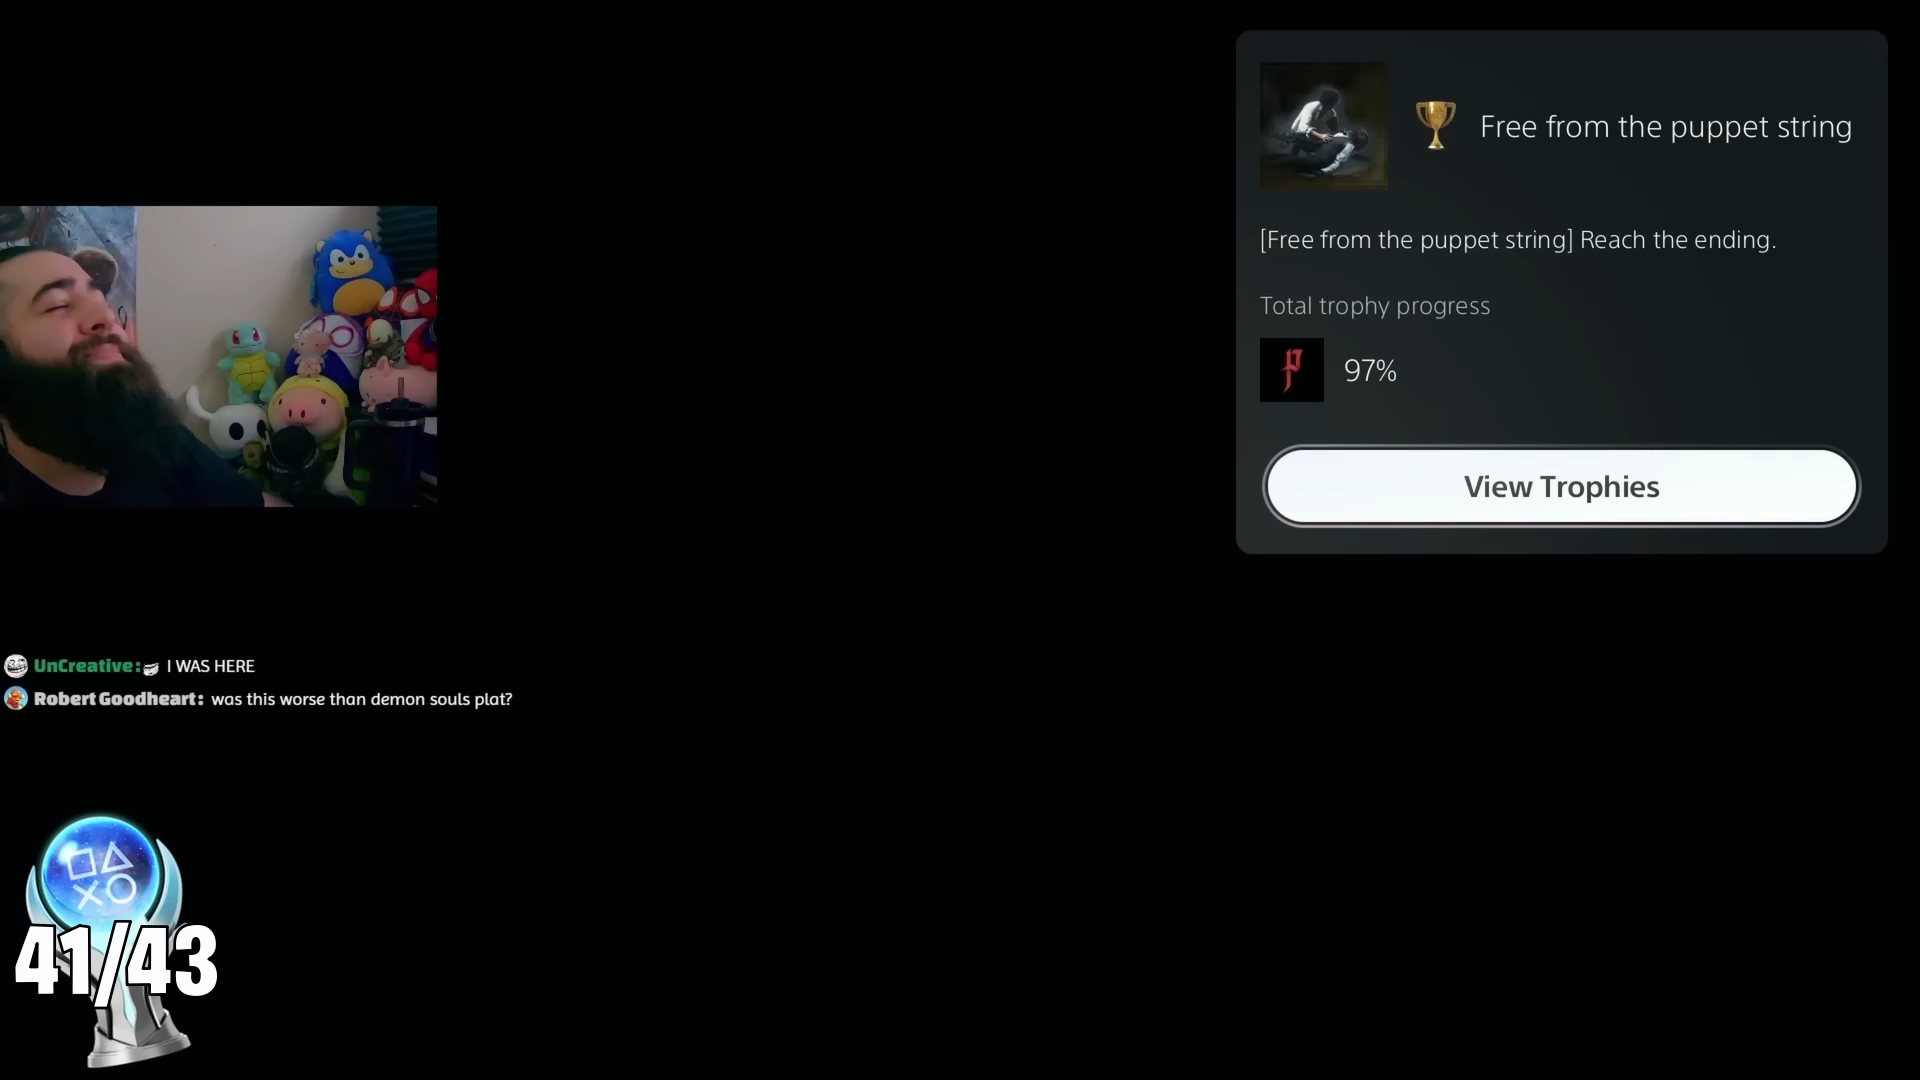 Free from the puppet string
[Free from the puppet string] Reach the ending.
Total trophy progress
97%
View Trophies
UnCreative: I WAS HERE
Robert Goodheart: was this worse than demon souls plat?
41/43